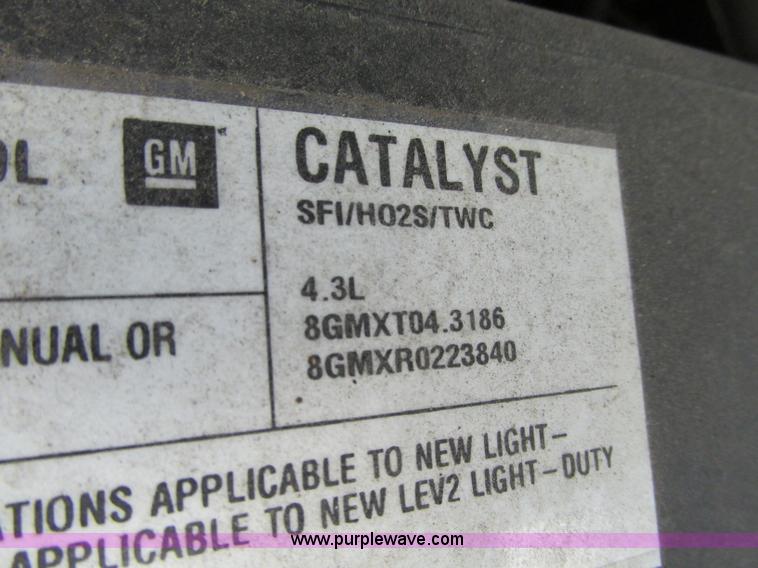 OL
GM
CATALYST
SFI/HO2S/TWC
4.3L
8GMXT04.3186
8GMXR0223840
NUAL OR
ATIONS APPLICABLE TO NEW LIGHT-
APPLICABLE TO NEW LEV2 LIGHT-DUTY
www.purplewave.com